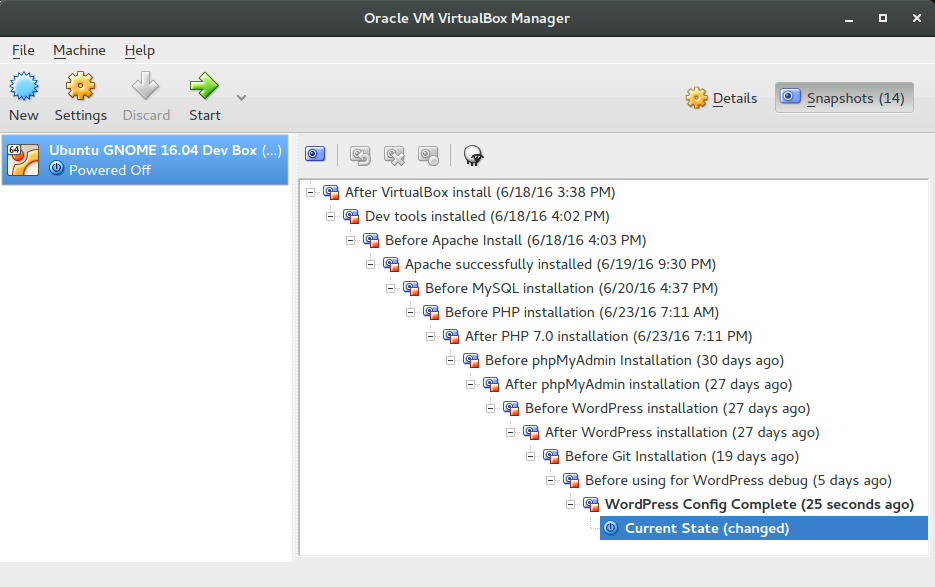 Oracle VM VirtualBox Manager
File Machine Help
New Settings Discard Start Details Snapshots (14)
64 Ubuntu GNOME 16.04 Dev Box (...)
Powered Off
After VirtualBox install (6/18/16 3:38 PM)
Dev tools installed (6/18/16 4:02 PM)
Before Apache Install (6/18/16 4:03 PM)
Apache successfully installed (6/19/16 9:30 PM)
Before MySQL installation (6/20/16 4:37 PM)
Before PHP installation (6/23/16 7:11 AM)
After PHP 7.0 installation (6/23/16 7:11 PM)
Before phpMyAdmin Installation (30 days ago)
After phpMyAdmin installation (27 days ago)
Before WordPress installation (27 days ago)
After WordPress installation (27 days ago)
Before Git Installation (19 days ago)
Before using for WordPress debug (5 days ago)
WordPress Config Complete (25 seconds ago)
Current State (changed)